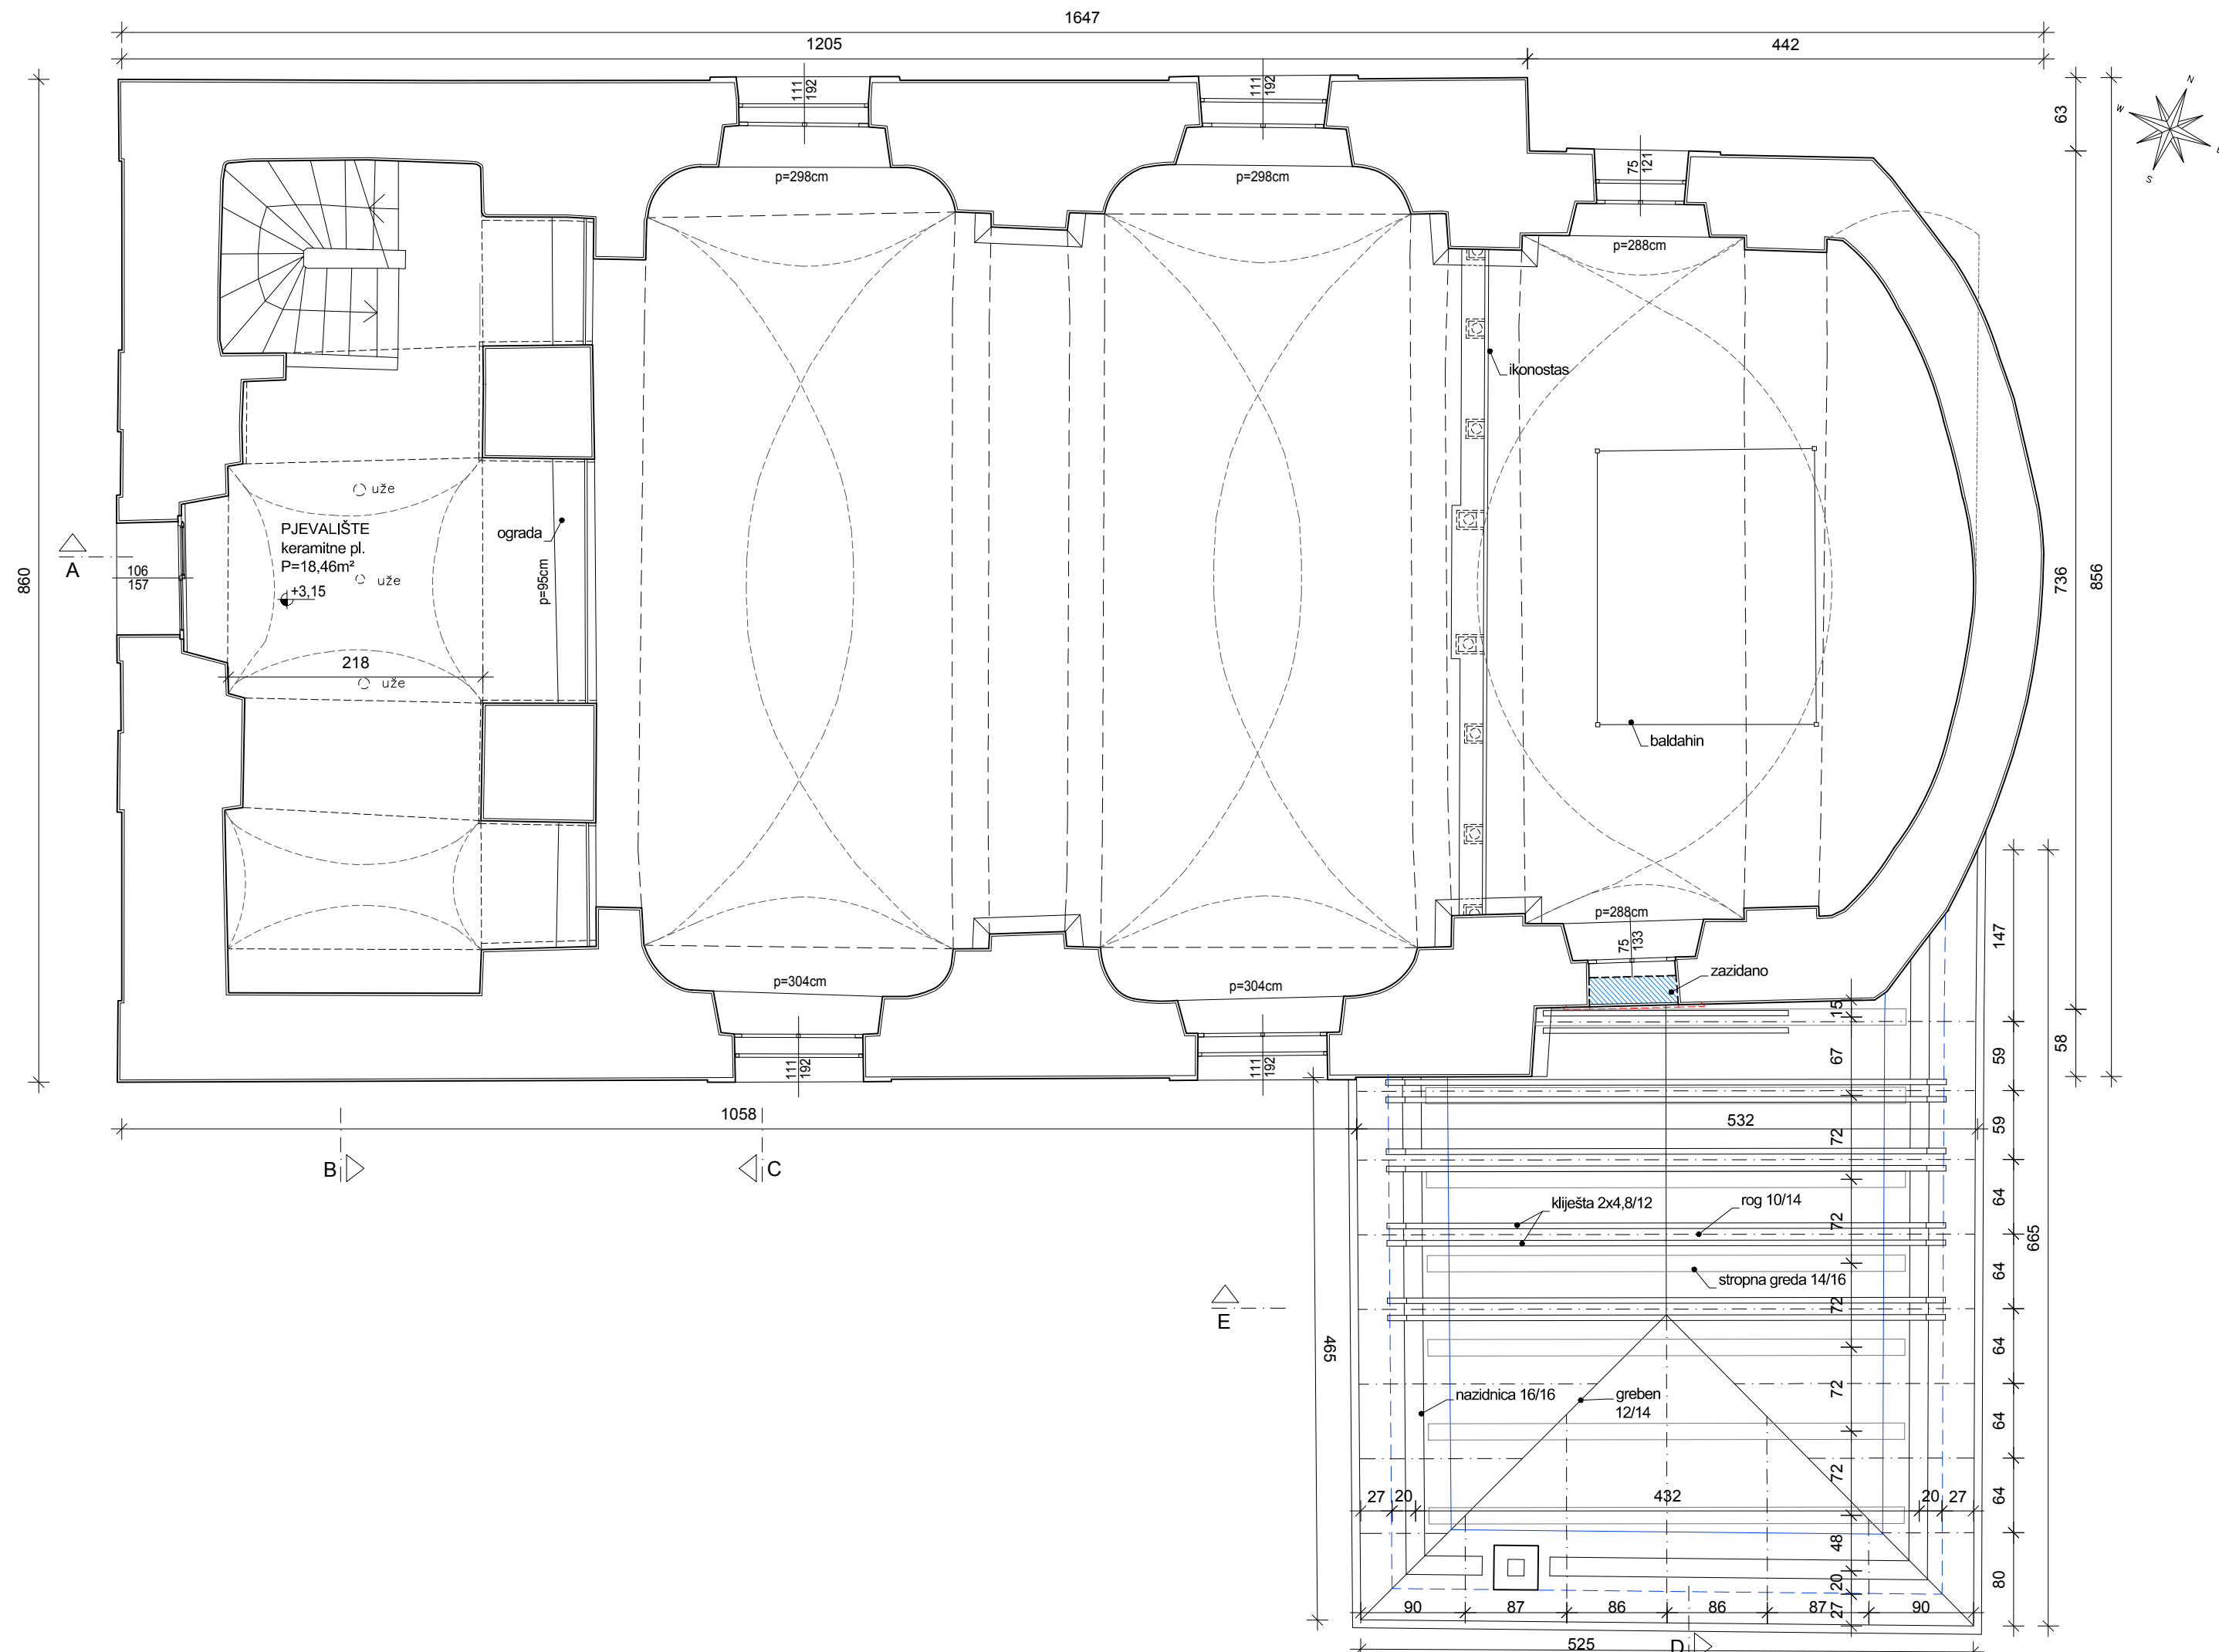 1647
1205
442
N
W
E
S
111
192
111
192
75
121
63
p=298cm
p=298cm
p=288cm
ikonostas
uže
PJEVALIŠTE
keramitne pl.
P=18,46m²
+3,15
uže
ograda
p=95cm
A
106
157
860
736
856
218
uže
baldahin
p=288cm
75
133
zazidano
147
p=304cm
p=304cm
111
192
111
192
15
67
59
58
1058
532
72
59
B
C
kliješta 2x4,8/12
rog 10/14
72
64
695
stropna greda 14/16
64
E
72
465
64
nazidnica 16/16
greben
12/14
72
64
27
20
432
72
20
27
64
48
20
80
90
87
86
86
87
27
90
525
D